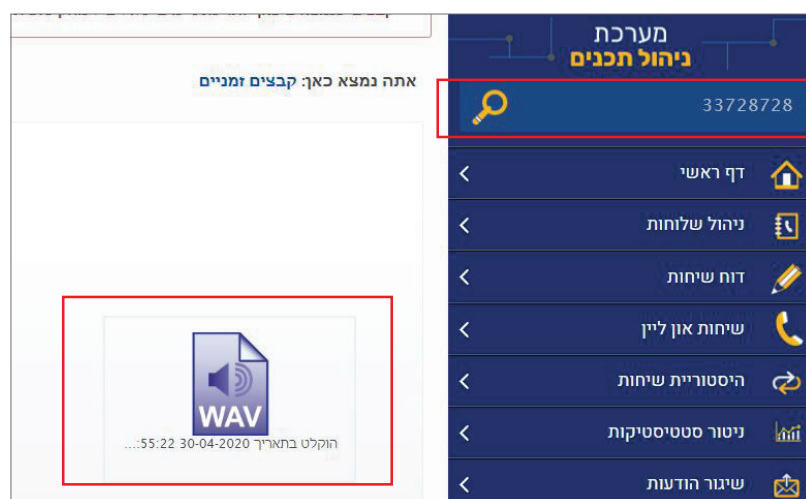 מערכת
ניהול תכנים
33728728
דף ראשי
ניהול שלוחות
דוח שיחות
שיחות און ליין
היסטוריית שיחות
ניטור סטטיסטיקות
שיגור הודעות
אתה נמצא כאן: קבצים זמניים
WAV
הוקלט בתאריך 30-04-2020 55:22:...